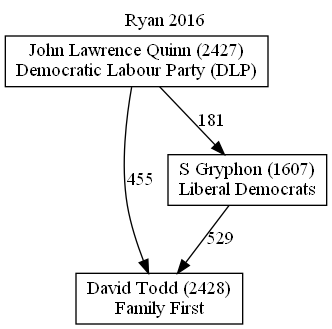 Ryan 2016
John Lawrence Quinn (2427)
Democratic Labour Party (DLP)
181
S Gryphon (1607)
Liberal Democrats
455
529
David Todd (2428)
Family First